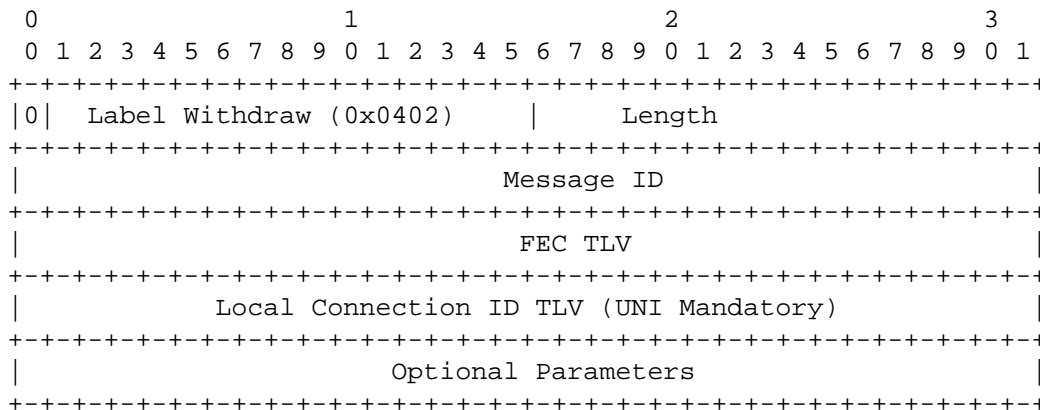 0                   1                   2                   3
 0 1 2 3 4 5 6 7 8 9 0 1 2 3 4 5 6 7 8 9 0 1 2 3 4 5 6 7 8 9 0 1
+-+-+-+-+-+-+-+-+-+-+-+-+-+-+-+-+-+-+-+-+-+-+-+-+-+-+-+-+-+-+-+-+
|0|  Label Withdraw (0x0402)    |     Length
+-+-+-+-+-+-+-+-+-+-+-+-+-+-+-+-+-+-+-+-+-+-+-+-+-+-+-+-+-+-+-+-+
|                              Message ID                       |
+-+-+-+-+-+-+-+-+-+-+-+-+-+-+-+-+-+-+-+-+-+-+-+-+-+-+-+-+-+-+-+-+
|                               FEC TLV                         |
+-+-+-+-+-+-+-+-+-+-+-+-+-+-+-+-+-+-+-+-+-+-+-+-+-+-+-+-+-+-+-+-+
|            Local Connection ID TLV (UNI Mandatory)            |
+-+-+-+-+-+-+-+-+-+-+-+-+-+-+-+-+-+-+-+-+-+-+-+-+-+-+-+-+-+-+-+-+
|                       Optional Parameters                     |
+-+-+-+-+-+-+-+-+-+-+-+-+-+-+-+-+-+-+-+-+-+-+-+-+-+-+-+-+-+-+-+-+